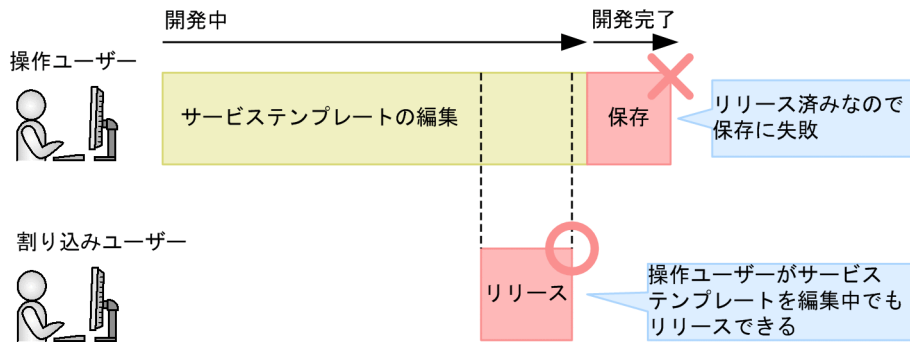 開発中
開発完了
操作ユーザー
サービステンプレートの編集
保存
リリース済みなので
保存に失敗
割り込みユーザー
リリース
操作ユーザーがサービス
テンプレートを編集中でも
リリースできる